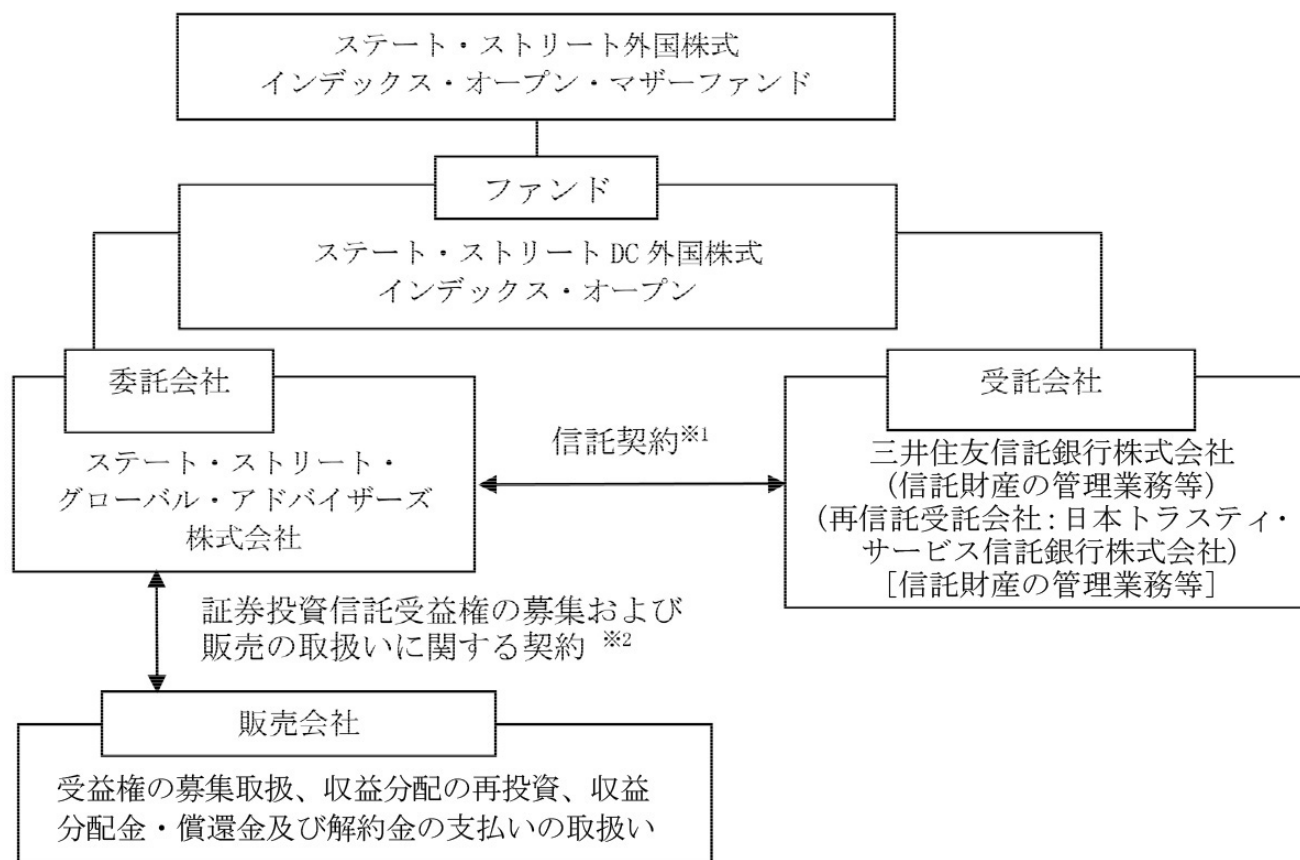 ステート・ストリート外国株式
インデックス・オープン・マザーファンド
ファンド
ステート・ストリート DC 外国株式
インデックス・オープン
委託会社
ステート・ストリート・
グローバル・アドバイザーズ
株式会社
信託契約※1
受託会社
三井住友信託銀行株式会社
(信託財産の管理業務等)
(再信託受託会社:日本トラスティ・
サービス信託銀行株式会社)
[信託財産の管理業務等]
証券投資信託受益権の募集および
販売の取扱いに関する契約 ※2
販売会社
受益権の募集取扱、収益分配の再投資、収益
分配金・償還金及び解約金の支払いの取扱い